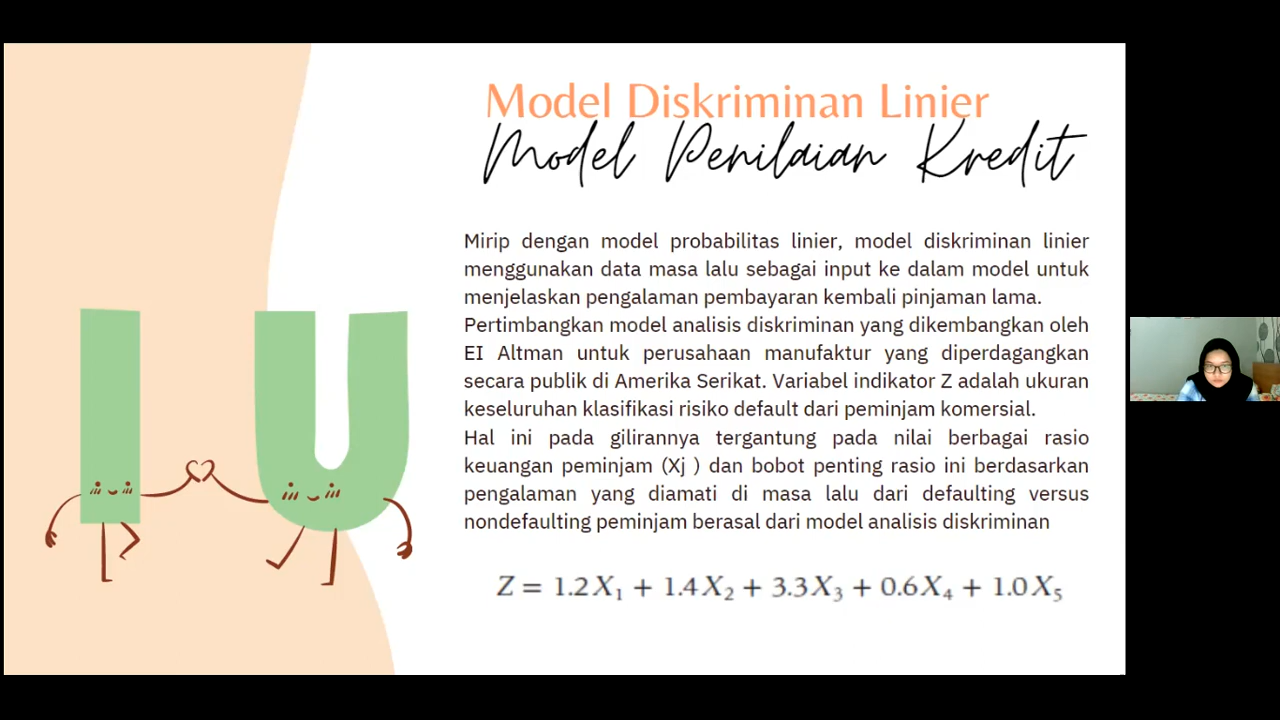 Model Diskriminan Linier
Model Penilaian Kredit
Mirip dengan model probabilitas linier, model diskriminan linier
menggunakan data masa lalu sebagai input ke dalam model untuk
menjelaskan pengalaman pembayaran kembali pinjaman lama.
Pertimbangkan model analisis diskriminan yang dikembangkan oleh
EI Altman untuk perusahaan manufaktur yang diperdagangkan
secara publik di Amerika Serikat. Variabel indikator Z adalah ukuran
keseluruhan klasifikasi risiko default dari peminjam komersial.
Hal ini pada gilirannya tergantung pada nilai berbagai rasio
keuangan peminjam (Xj ) dan bobot penting rasio ini berdasarkan
pengalaman yang diamati di masa lalu dari defaulting versus
nondefaulting peminjam berasal dari model analisis diskriminan
Z = 1.2X₁ + 1.4X₂ + 3.3X₃ + 0.6X₄ + 1.0X₅
I U